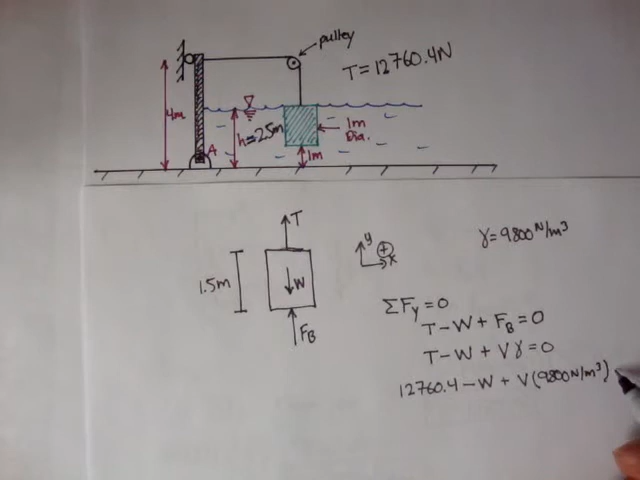 pulley
T = 12760.4N
4m
A
h=2.5m
1m
Dia.
1m
T
1.5m
W
FB
y
x
γ=9800 N/m³
ΣFy=0
T-W+FB=0
T-W+Vγ=0
12760.4-W+V(9800N/m³)